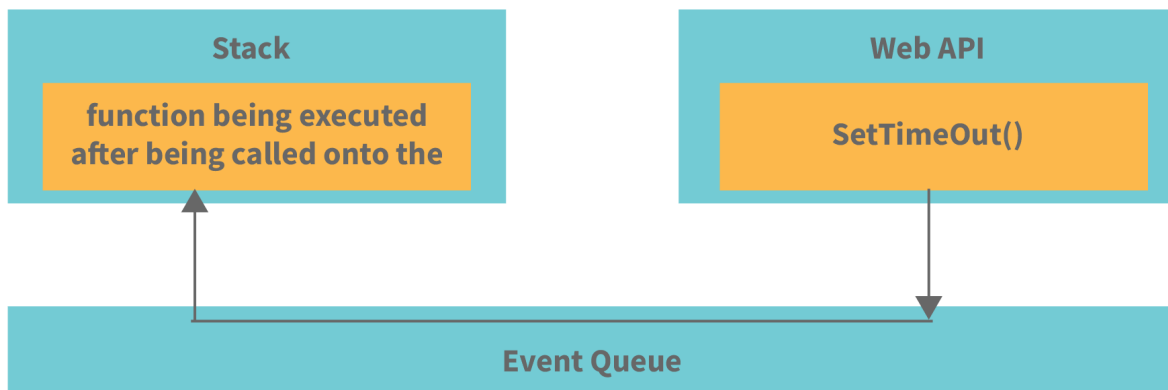 Stack
function being executed
after being called onto the
Web API
SetTimeOut()
Event Queue